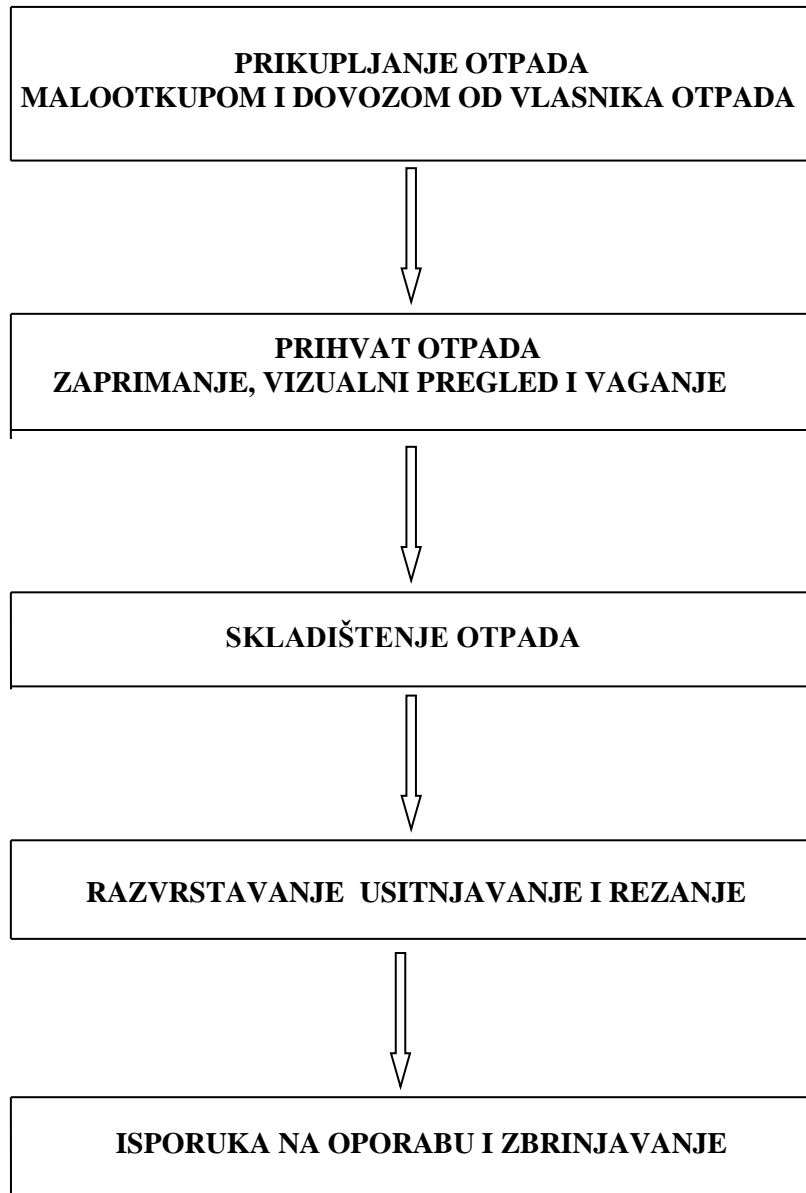 PRIKUPLJANJE OTPADA
MALOOTKUPOM I DOVOZOM OD VLASNIKA OTPADA
PRIHVAT OTPADA
ZAPRIMANJE, VIZUALNI PREGLED I VAGANJE
SKLADIŠTENJE OTPADA
RAZVRSTAVANJE USITNJAVANJE I REZANJE
ISPORUKA NA OPORABU I ZBRINJAVANJE